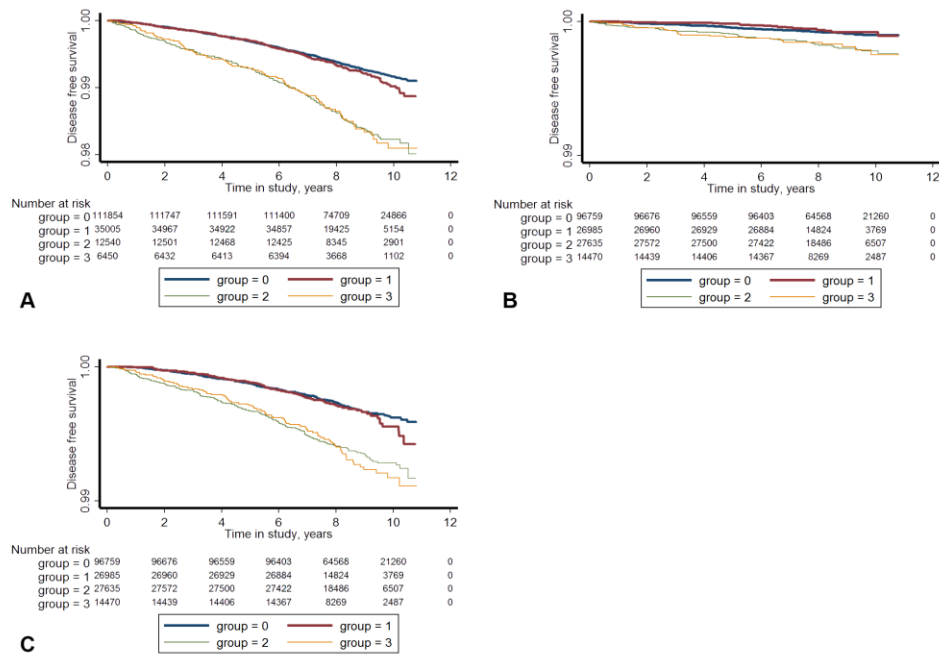 Disease free survival
1.00
0.99
0.98
0 2 4 6 8 10 12
Time in study, years
Number at risk
group = 0 111854 111747 111591 111400 74709 24866 0
group = 1 35005 34967 34922 34857 19425 5154 0
group = 2 12540 12501 12468 12425 8345 2901 0
group = 3 6450 6432 6413 6394 3668 1102 0
group = 0 group = 1
group = 2 group = 3
A
Disease free survival
1.00
0.99
0 2 4 6 8 10 12
Time in study, years
Number at risk
group = 0 96759 96676 96559 96403 64568 21260 0
group = 1 26985 26960 26929 26884 14824 3769 0
group = 2 27635 27572 27500 27422 18486 6507 0
group = 3 14470 14439 14406 14367 8269 2487 0
group = 0 group = 1
group = 2 group = 3
B
Disease free survival
1.00
0.99
0 2 4 6 8 10 12
Time in study, years
Number at risk
group = 0 96759 96676 96559 96403 64568 21260 0
group = 1 26985 26960 26929 26884 14824 3769 0
group = 2 27635 27572 27500 27422 18486 6507 0
group = 3 14470 14439 14406 14367 8269 2487 0
group = 0 group = 1
group = 2 group = 3
C